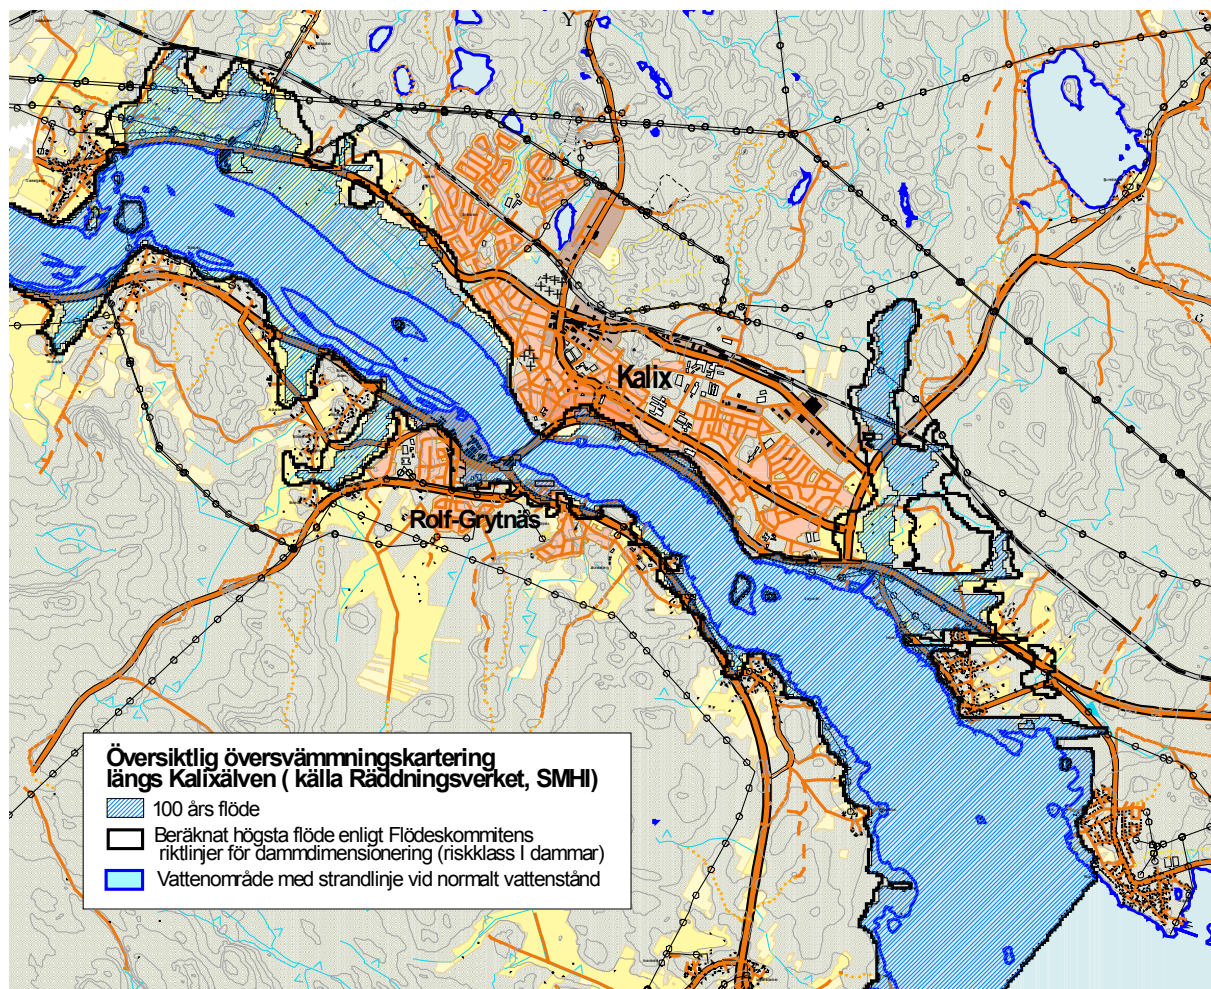 Kalix
Rolf-Grytnäs
Översiktlig översvämmningskartering
längs Kalixälven ( källa Räddningsverket, SMHI)
100 års flöde
Beräknat högsta flöde enligt Flödeskommitens
riktlinjer för dammdimensionering (riskklass I dammar)
Vattenområde med strandlinje vid normalt vattenstånd